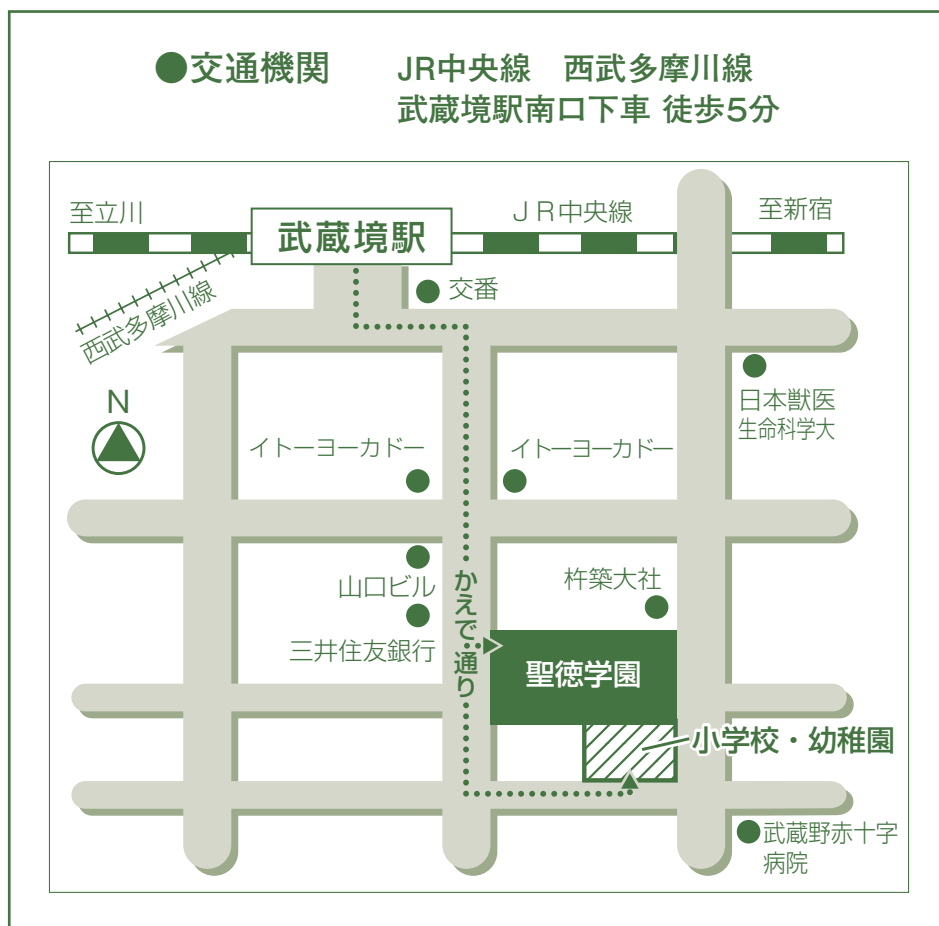 ●交通機関 JR中央線 西武多摩川線
武蔵境駅南口下車 徒歩5分
至立川
武蔵境駅
JR中央線
至新宿
西武多摩川線
交番
N
日本獣医
生命科学大
イトーヨーカドー
イトーヨーカドー
山口ビル
かえで通り
杵築大社
三井住友銀行
聖徳学園
小学校・幼稚園
武蔵野赤十字
病院